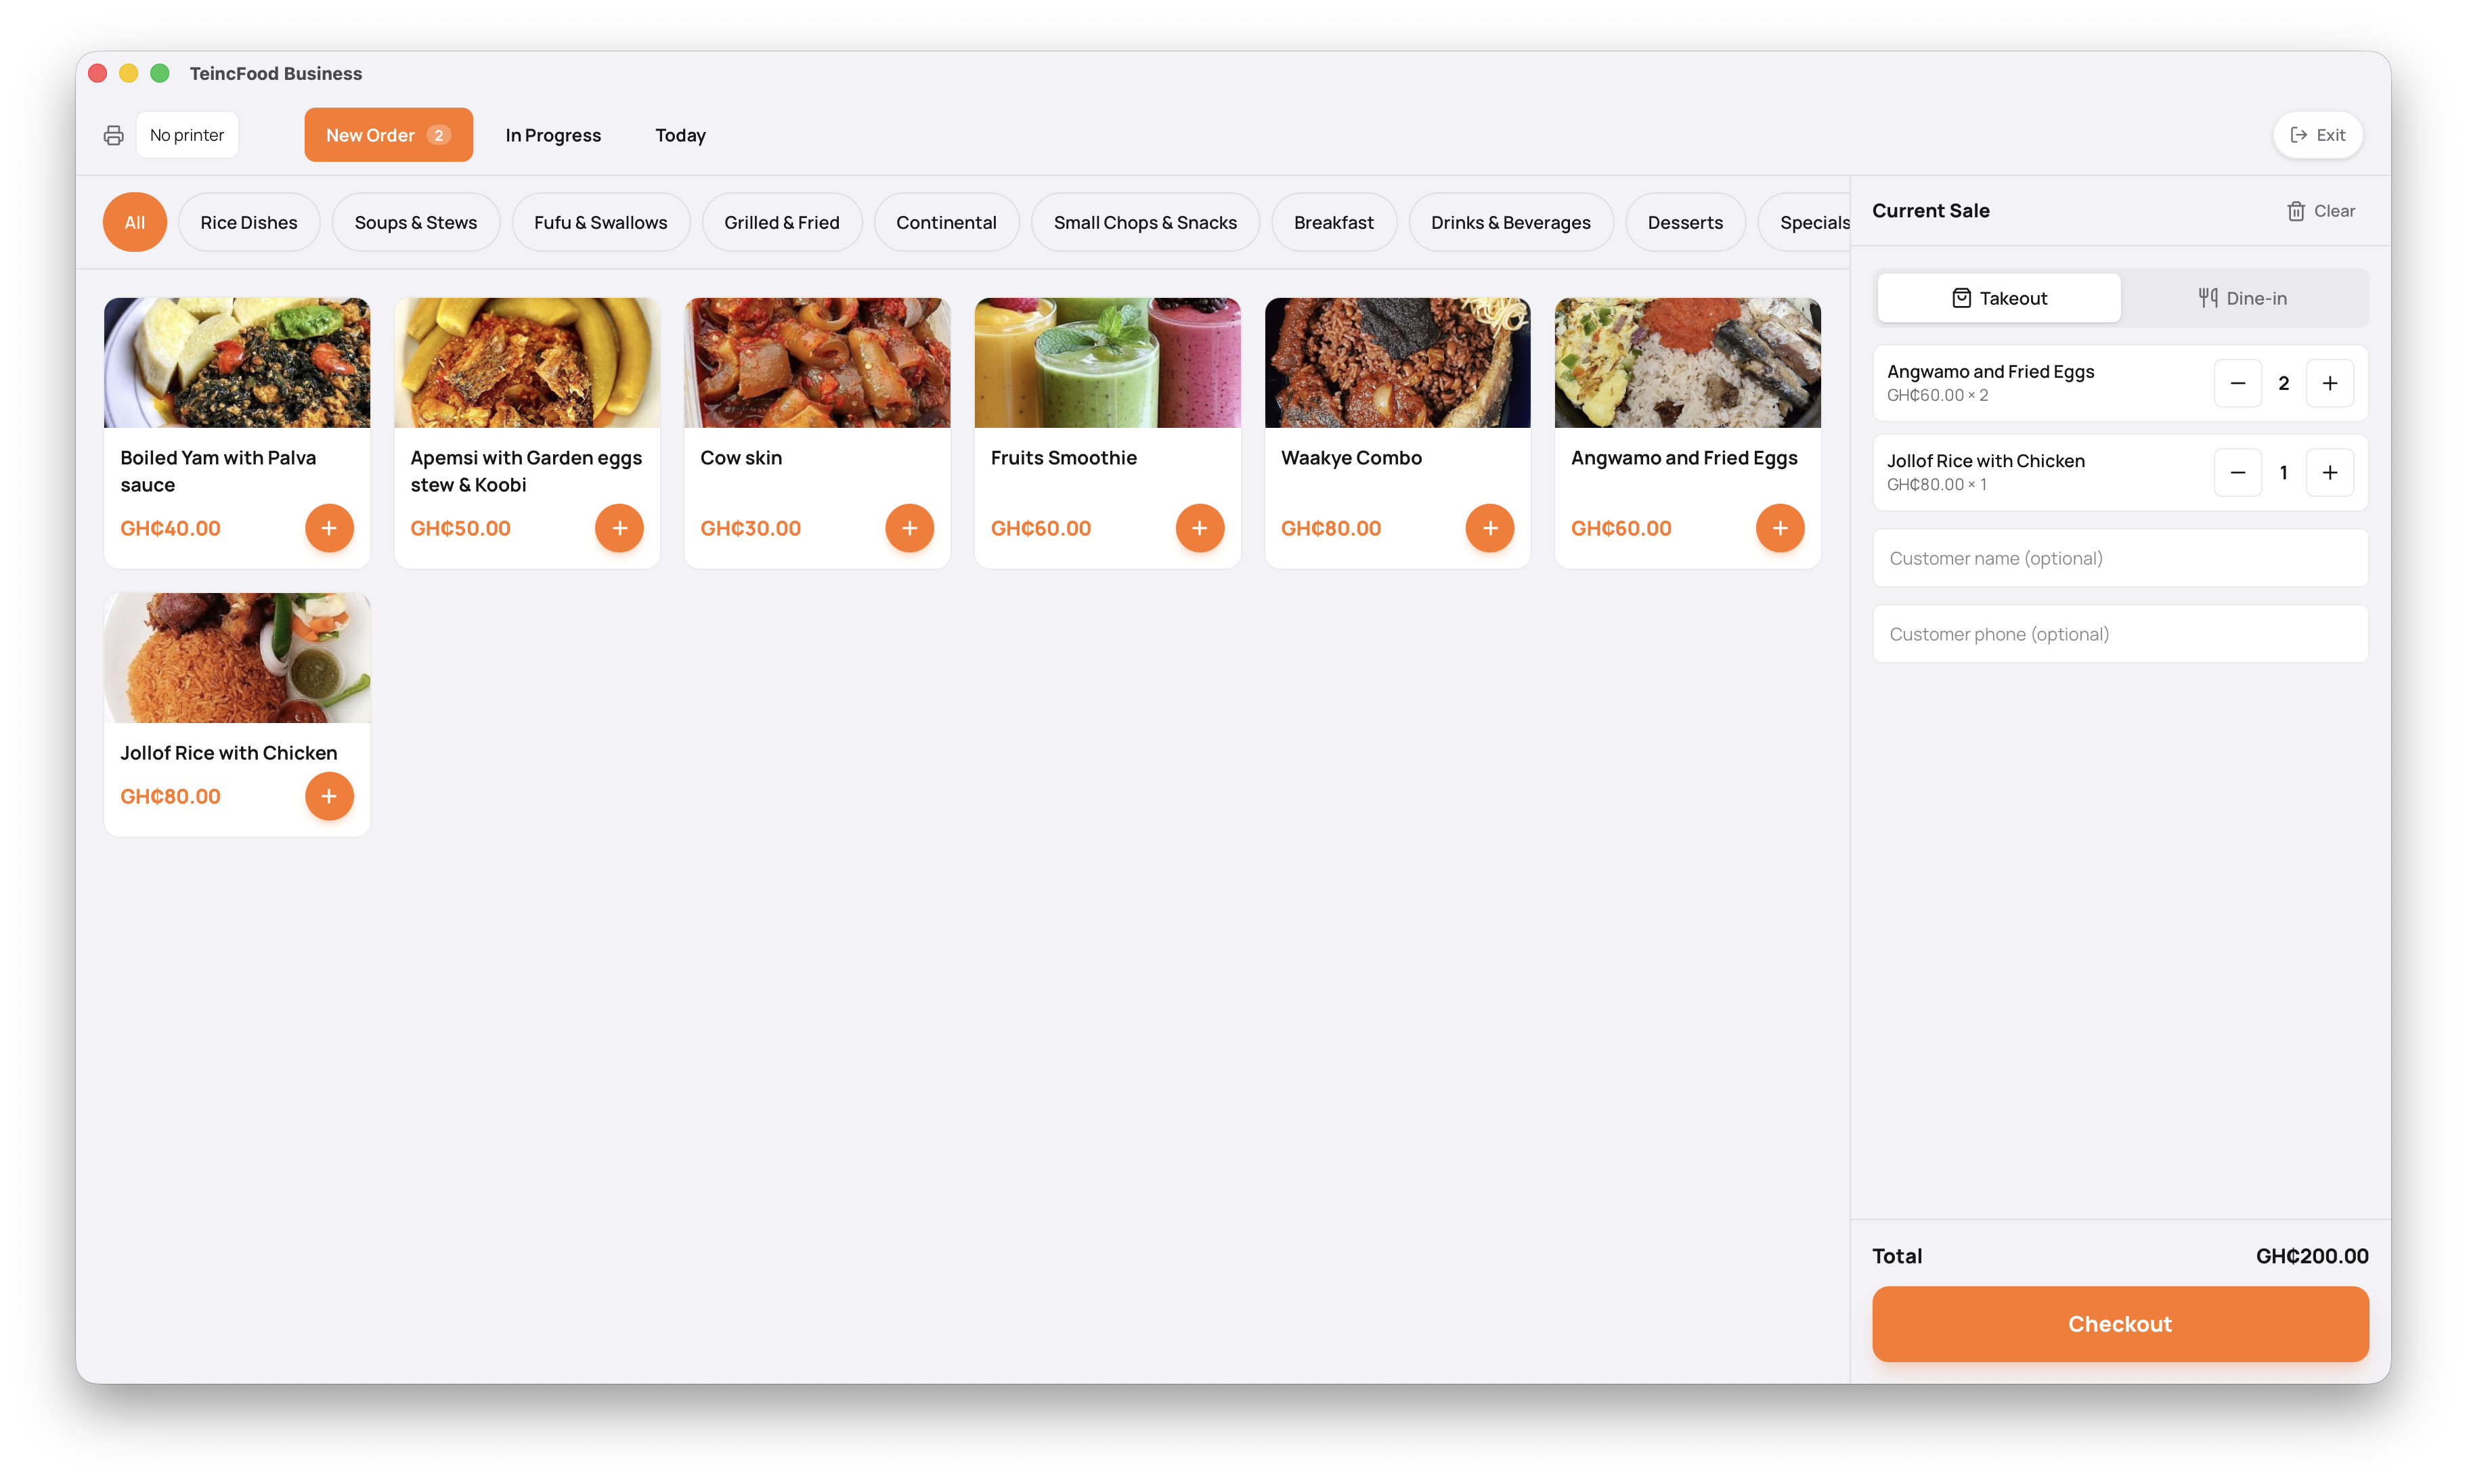 TeincFood Business
No printer
New Order 2
In Progress
Today
Exit
All
Rice Dishes
Soups & Stews
Fufu & Swallows
Grilled & Fried
Continental
Small Chops & Snacks
Breakfast
Drinks & Beverages
Desserts
Specials
Boiled Yam with Palva
sauce
GH₵40.00
Apemsi with Garden eggs
stew & Koobi
GH₵50.00
Cow skin
GH₵30.00
Fruits Smoothie
GH₵60.00
Waakye Combo
GH₵80.00
Angwamo and Fried Eggs
GH₵60.00
Jollof Rice with Chicken
GH₵80.00
Current Sale
Clear
Takeout
Dine-in
Angwamo and Fried Eggs
GH₵60.00 × 2
2
Jollof Rice with Chicken
GH₵80.00 × 1
1
Customer name (optional)
Customer phone (optional)
Total
GH₵200.00
Checkout